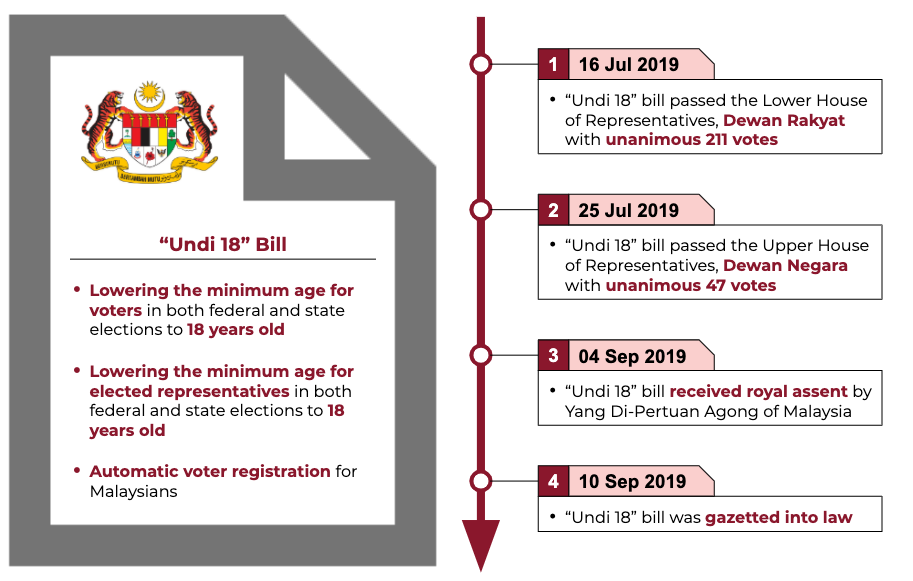 “Undi 18” Bill
• Lowering the minimum age for
voters in both federal and state
elections to 18 years old
• Lowering the minimum age for
elected representatives in both
federal and state elections to 18
years old
• Automatic voter registration for
Malaysians
1 16 Jul 2019
• “Undi 18” bill passed the Lower House
of Representatives, Dewan Rakyat
with unanimous 211 votes
2 25 Jul 2019
• “Undi 18” bill passed the Upper House
of Representatives, Dewan Negara
with unanimous 47 votes
3 04 Sep 2019
• “Undi 18” bill received royal assent by
Yang Di-Pertuan Agong of Malaysia
4 10 Sep 2019
• “Undi 18” bill was gazetted into law